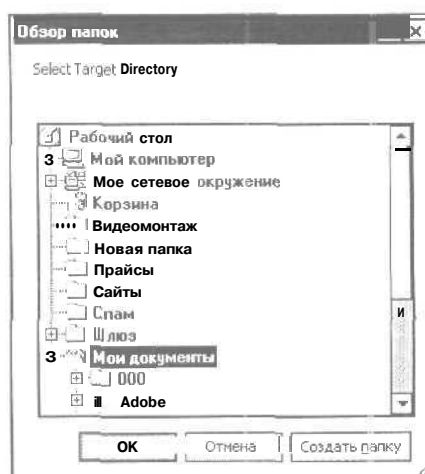 Обзор папок
Select Target Directory
Рабочий стол
З Мой компьютер
Мое сетевое окружение
Корзина
Видеомонтаж
Новая папка
Прайсы
Сайты
Спам
Шлюз
и
З Мои документы
000
ill Adobe
OK Отмена Создать папку